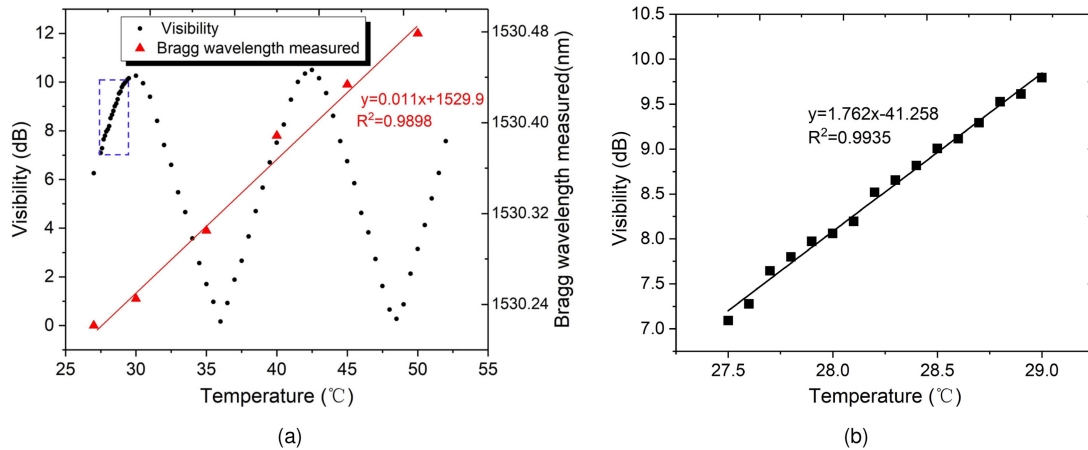 Visibility
Bragg wavelength measured
12
10
8
6
4
2
0
Visibility (dB)
1530.48
1530.40
1530.32
1530.24
Bragg wavelength measured(nm)
y=0.011x+1529.9
R²=0.9898
25 30 35 40 45 50 55
Temperature (℃)
(a)
10.5
10.0
9.5
9.0
8.5
8.0
7.5
7.0
Visibility (dB)
y=1.762x-41.258
R²=0.9935
27.5 28.0 28.5 29.0
Temperature (℃)
(b)